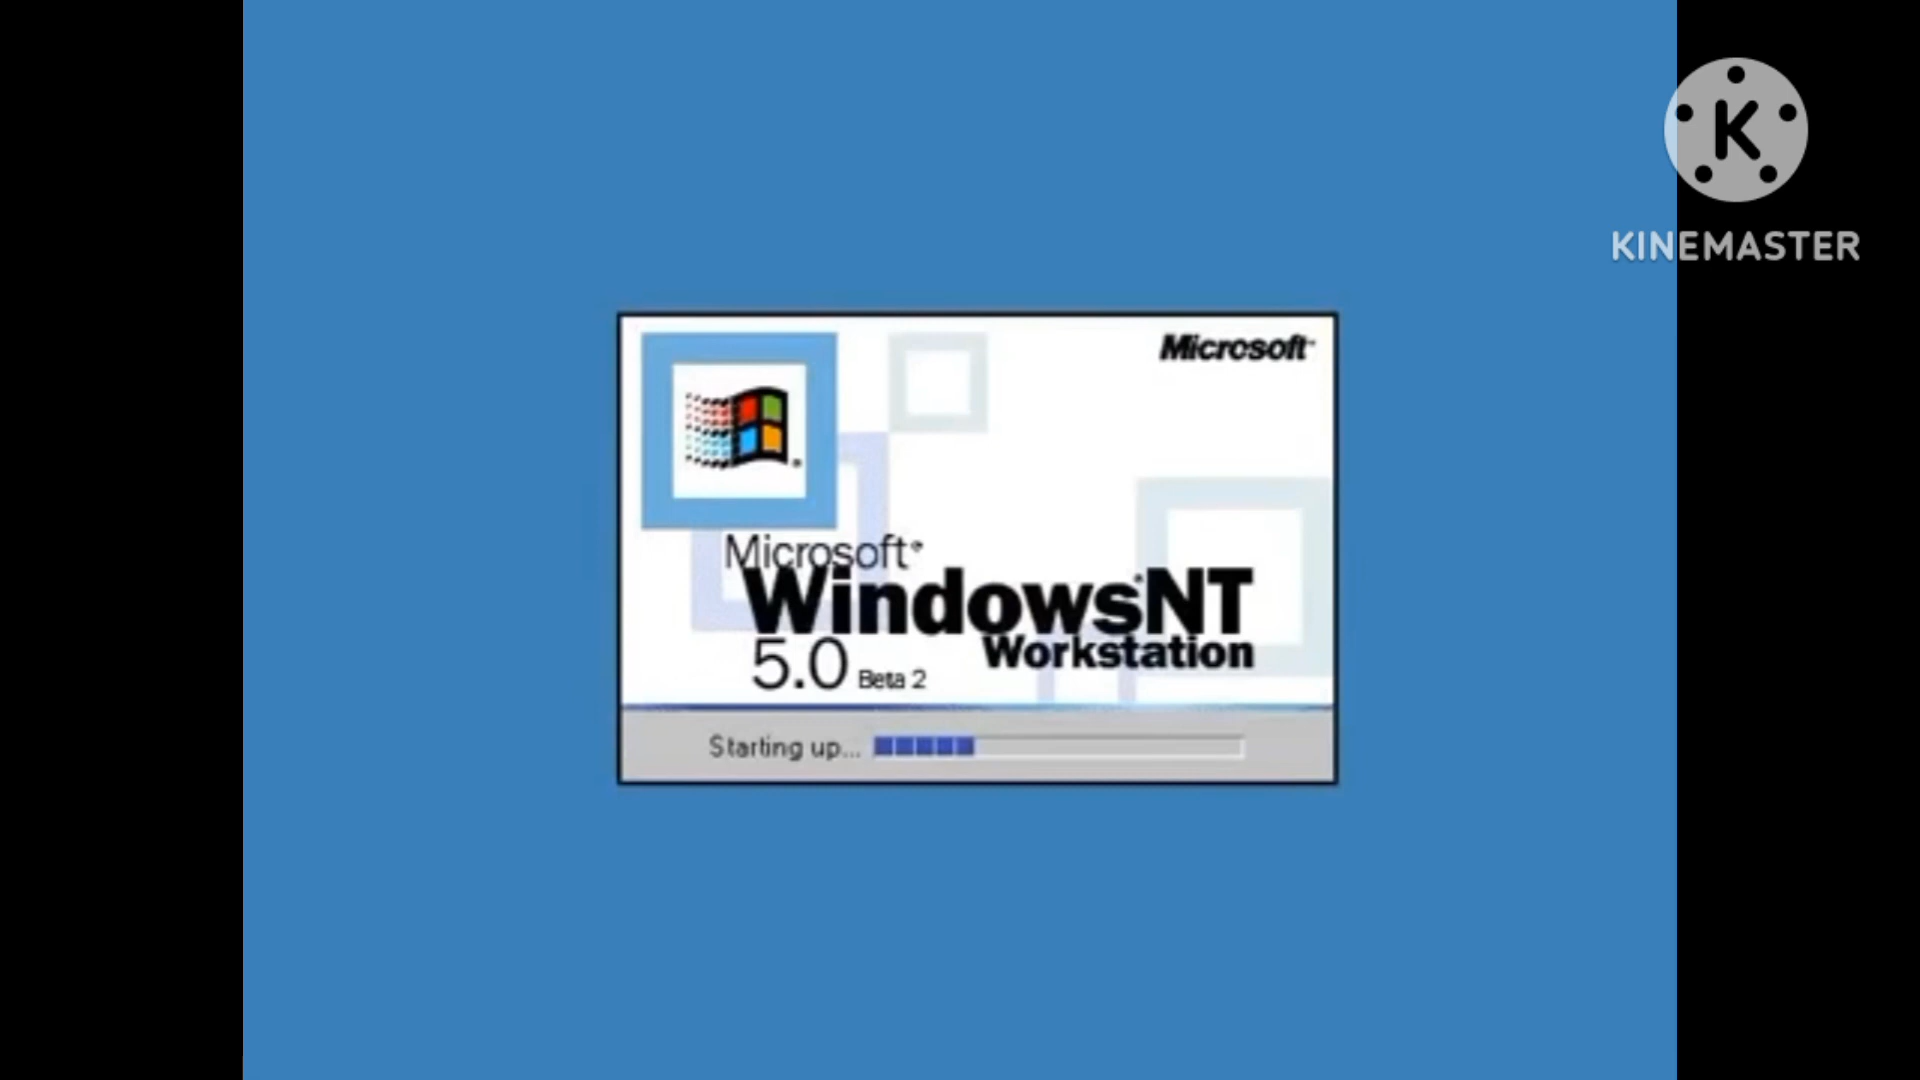 K
KINEMASTER
Microsoft
Microsoft
WindowsNT
Workstation
5.0 Beta 2
Starting up...